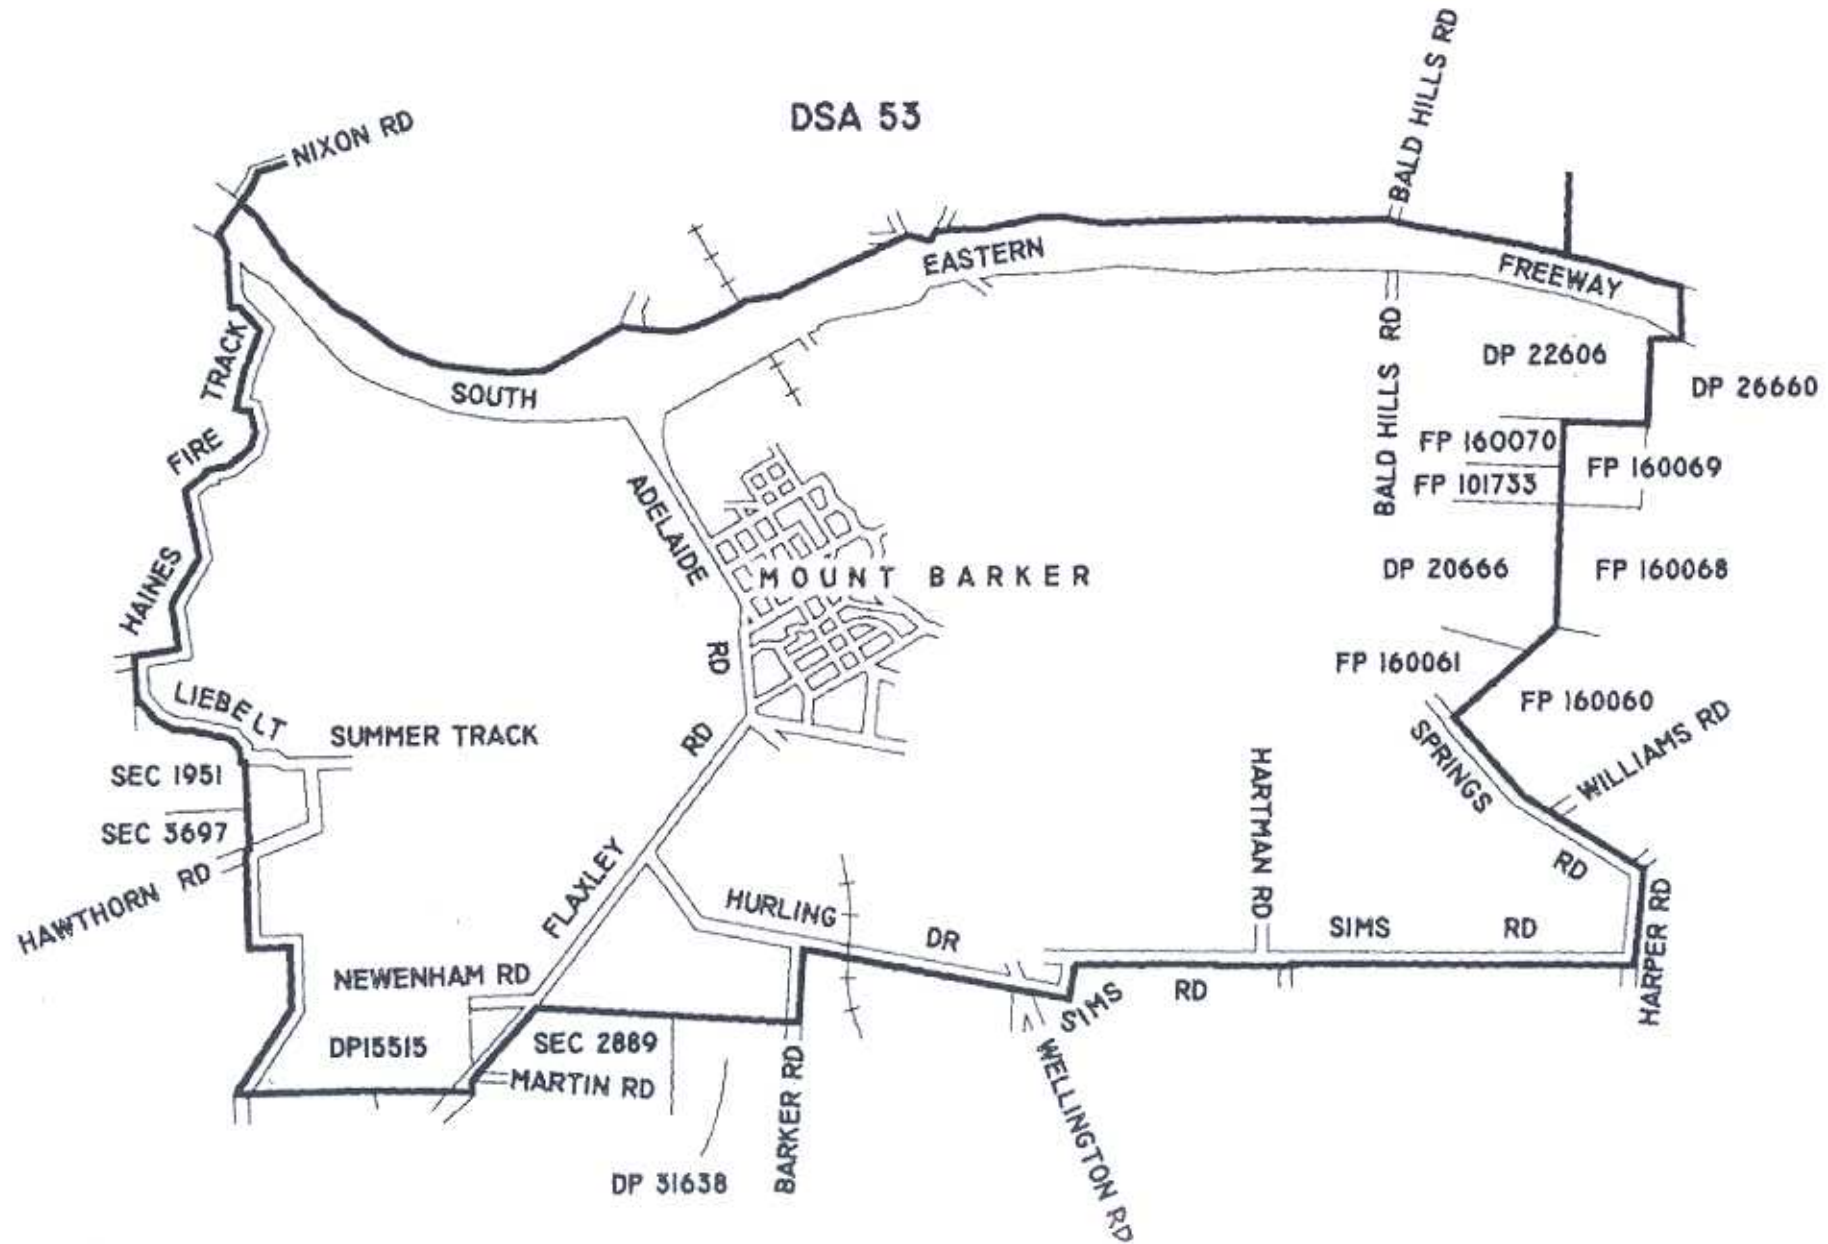 DSA 53
NIXON RD
BALD HILLS RD
SOUTH
EASTERN
FREEWAY
HAINES
FIRE
TRACK
DP 22606
DP 26660
BALD HILLS RD
FP 160070
FP 160069
FP 101733
DP 20666
FP 160068
ADELAIDE
RD
MOUNT BARKER
FP 160061
FP 160060
LIEBELT
SUMMER TRACK
SEC 1951
SEC 3697
HAWTHORN RD
RD
FLAXLEY
SPRINGS
RD
WILLIAMS RD
HARTMAN RD
HURLING
DR
SIMS
RD
HARPER RD
NEWENHAM RD
SIMS
RD
DP15515
SEC 2889
MARTIN RD
BARKER RD
WELLINGTON RD
DP 31638